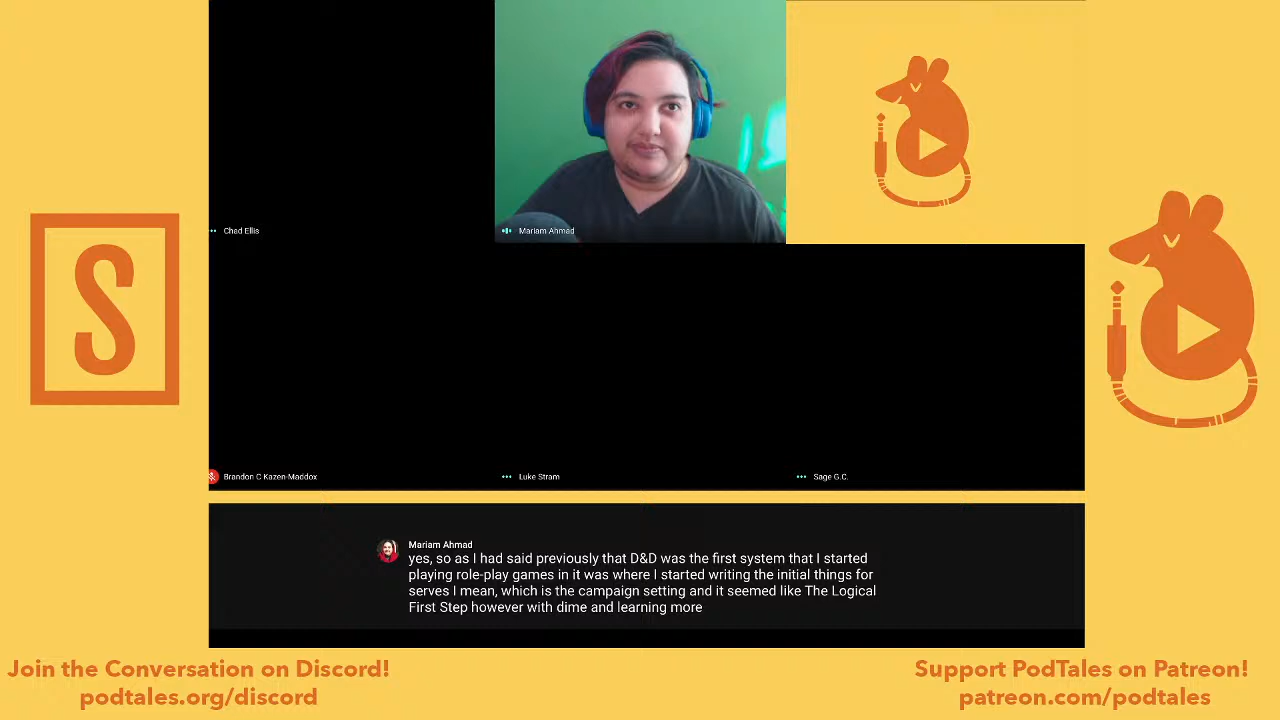 S
Chad Ellis
Mariam Ahmad
Brandon C Kazen-Maddox
Luke Stram
Sage G.C.
Mariam Ahmad
yes, so as I had said previously that D&D was the first system that I started
playing role-play games in it was where I started writing the initial things for
serves I mean, which is the campaign setting and it seemed like The Logical
First Step however with dime and learning more
Join the Conversation on Discord!
podtales.org/discord
Support PodTales on Patreon!
patreon.com/podtales